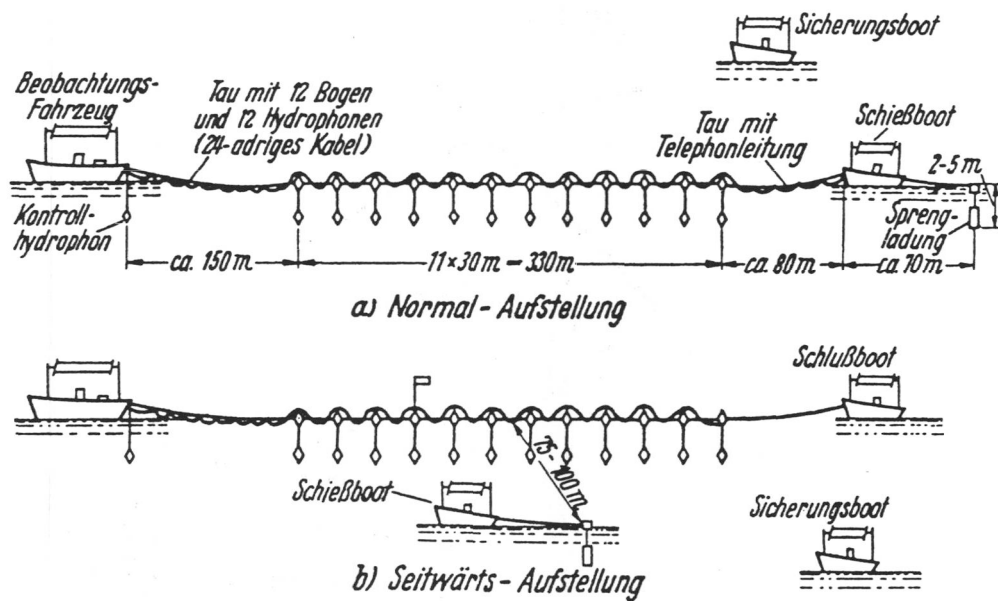 Sicherungsboot
Beobachtungs-
Fahrzeug
Tau mit 12 Bogen
und 12 Hydrophonen
(24-adriges Kabel)
Tau mit
Telephonleitung
Schießboot
2-5 m
Kontroll-
hydrophon
Spreng-
ladung
ca. 150 m
11×30 m = 330 m
ca. 80 m
ca. 70 m
a) Normal-Aufstellung
Schlußboot
75-100 m
Schießboot
Sicherungsboot
b) Seitwärts-Aufstellung